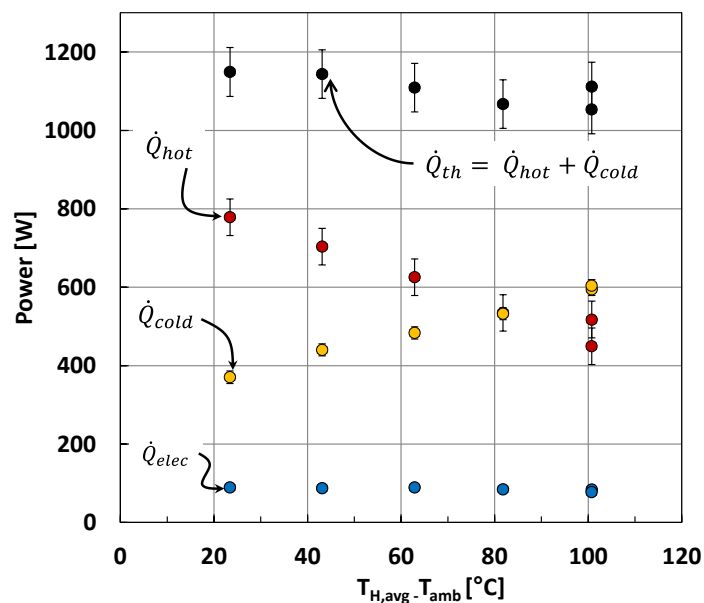 1200
1000
800
600
400
200
0
Power [W]
Q̇hot
Q̇th = Q̇hot + Q̇cold
Q̇cold
Q̇elec
0 20 40 60 80 100 120
TH,avg - Tamb [°C]